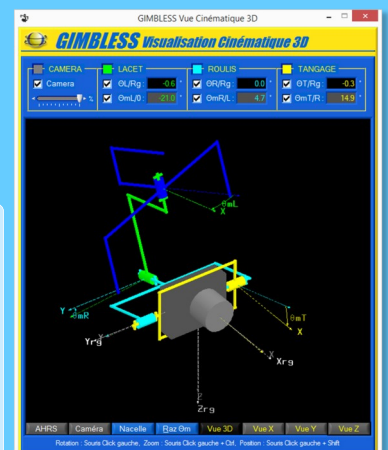 GIMBLESS Vue Cinématique 3D
GIMBLESS Visualisation Cinématique 3D
CAMERA LACET ROULIS TANGAGE
Camera ΘL/Rg: -0.6 ° ΘR/Rg: 0.0 ° ΘT/Rg: -0.3 °
% ΘmL/0: -21.0 ° ΘmR/L: 4.7 ° ΘmT/R: 14.9 °
ΘmL
X
Y
ΘmR
ΘmT
X
Yrg
X
Xrg
Z
Zrg
AHRS Caméra Nacelle Raz Θm Vue 3D Vue X Vue Y Vue Z
Rotation : Souris Click gauche, Zoom : Souris Click gauche + Ctrl, Position : Souris Click gauche + Shift